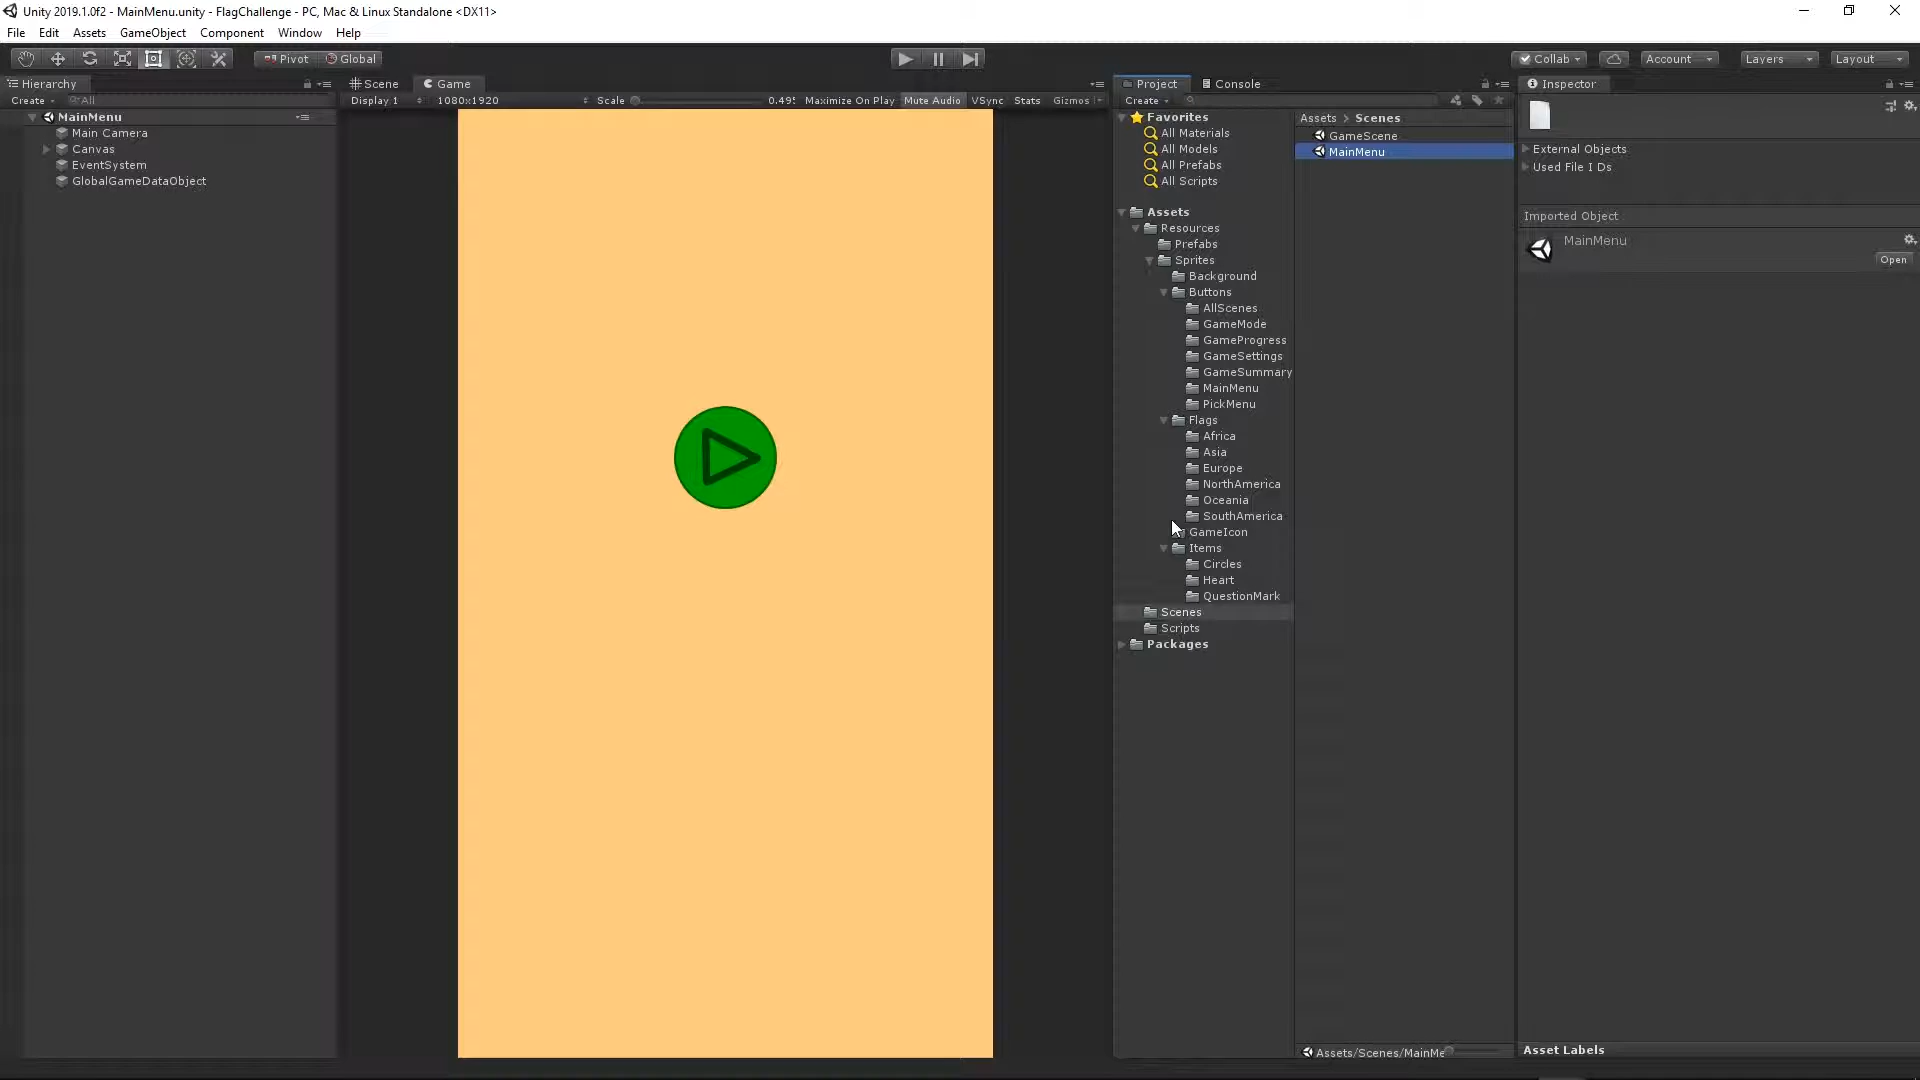 Unity 2019.1.0f2 - MainMenu.unity - FlagChallenge - PC, Mac & Linux Standalone <DX11>
File Edit Assets GameObject Component Window Help
Pivot Global Collab Account Layers Layout
Hierarchy
Create All
MainMenu
Main Camera
Canvas
EventSystem
GlobalGameDataObject
Scene Game
Display 1 1080x1920 Scale 0.49 Maximize On Play Mute Audio VSync Stats Gizmos
Project Console
Create
Favorites
All Materials
All Models
All Prefabs
All Scripts
Assets
Resources
Prefabs
Sprites
Background
Buttons
AllScenes
GameMode
GameProgress
GameSettings
GameSummary
MainMenu
PickMenu
Flags
Africa
Asia
Europe
NorthAmerica
Oceania
SouthAmerica
GameIcon
Items
Circles
Heart
QuestionMark
Scenes
Scripts
Packages
Assets > Scenes
GameScene
MainMenu
Assets/Scenes/MainMe
Inspector
External Objects
Used File I Ds
Imported Object
MainMenu
Open
Asset Labels